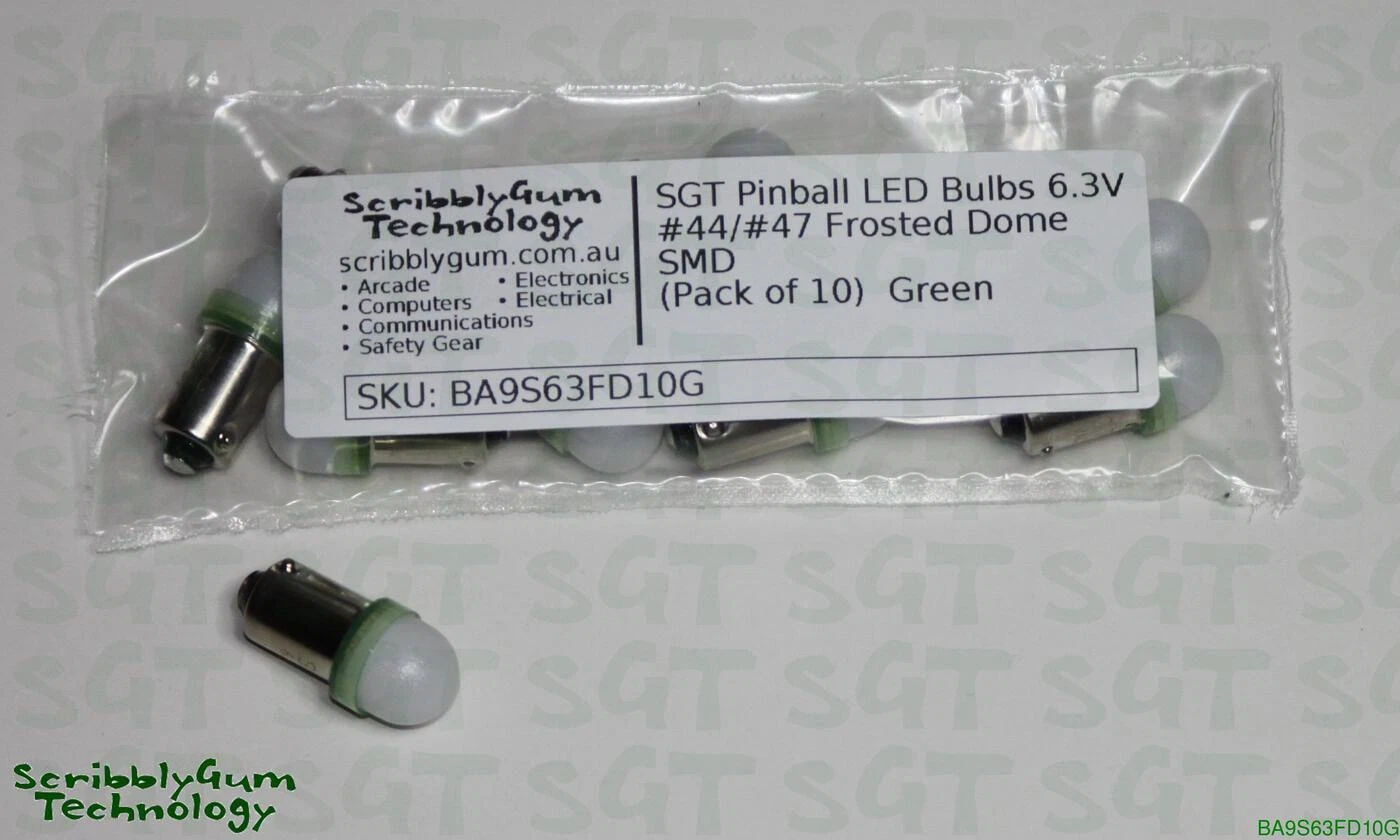 ScribblyGum
Technology
scribblygum.com.au
• Arcade
• Electronics
• Computers
• Electrical
• Communications
• Safety Gear
SGT Pinball LED Bulbs 6.3V
#44/#47 Frosted Dome
SMD
(Pack of 10) Green
SKU: BA9S63FD10G
ScribblyGum
Technology
BA9S63FD10G
SGT